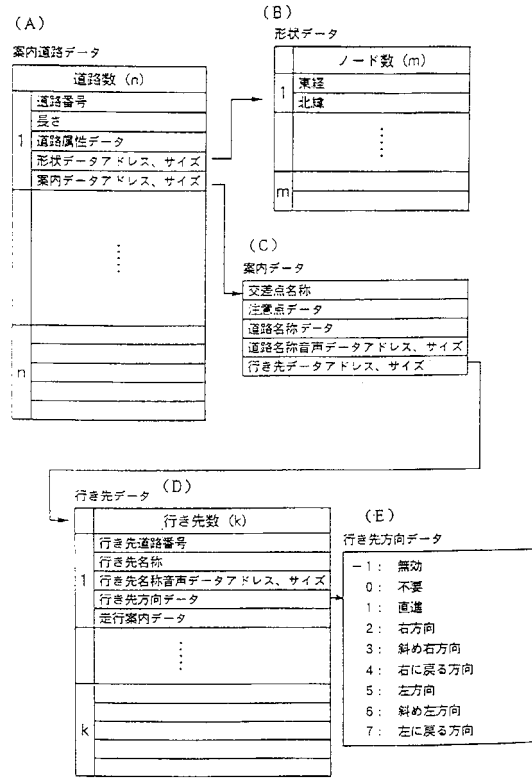 (A)
案内道路データ
道路数 (n)
1
道路番号
長さ
道路属性データ
形状データアドレス、サイズ
案内データアドレス、サイズ
n
(B)
形状データ
ノード数 (m)
1
東経
北緯
m
(C)
案内データ
交差点名称
注意点データ
道路名称データ
道路名称音声データアドレス、サイズ
行き先データアドレス、サイズ
(D)
行き先データ
行き先数 (k)
1
行き先道路番号
行き先名称
行き先名称音声データアドレス、サイズ
行き先方向データ
走行案内データ
k
(E)
行き先方向データ
-1: 無効
0: 不要
1: 直進
2: 右方向
3: 斜め右方向
4: 右に戻る方向
5: 左方向
6: 斜め左方向
7: 左に戻る方向